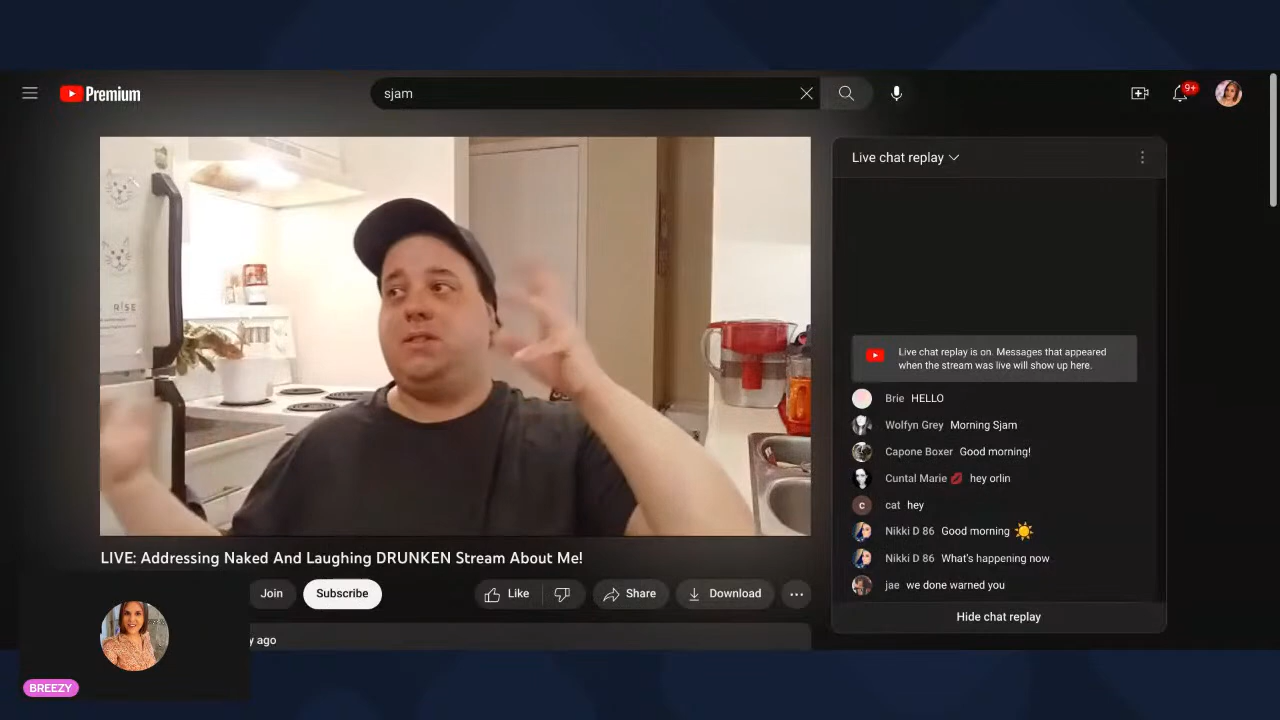 Premium
sjam
9+
Live chat replay
RISE
Live chat replay is on. Messages that appeared
when the stream was live will show up here.
Brie HELLO
Wolfyn Grey Morning Sjam
Capone Boxer Good morning!
Cuntal Marie 💋 hey orlin
c cat hey
Nikki D 86 Good morning ☀️
Nikki D 86 What's happening now
jae we done warned you
Hide chat replay
LIVE: Addressing Naked And Laughing DRUNKEN Stream About Me!
Join Subscribe Like Share Download
y ago
BREEZY